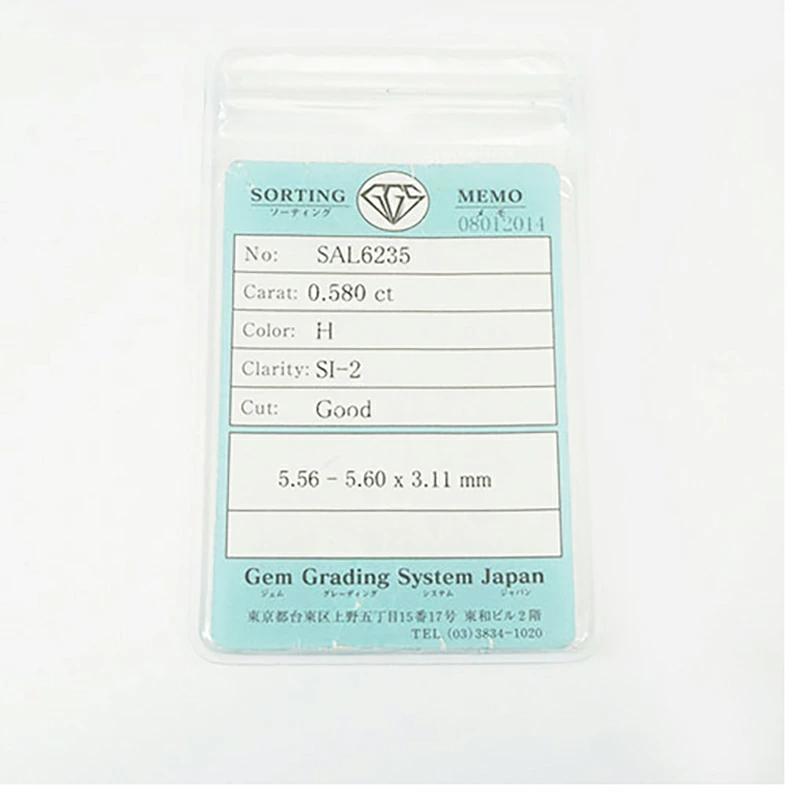 SORTING GGS MEMO
ソーティング メモ
08012014
No: SAL6235
Carat: 0.580 ct
Color: H
Clarity: SI-2
Cut: Good
5.56 - 5.60 x 3.11 mm
Gem Grading System Japan
ジェム グレーディング システム ジャパン
東京都台東区上野五丁目15番17号 東和ビル2階
TEL (03)3834-1020